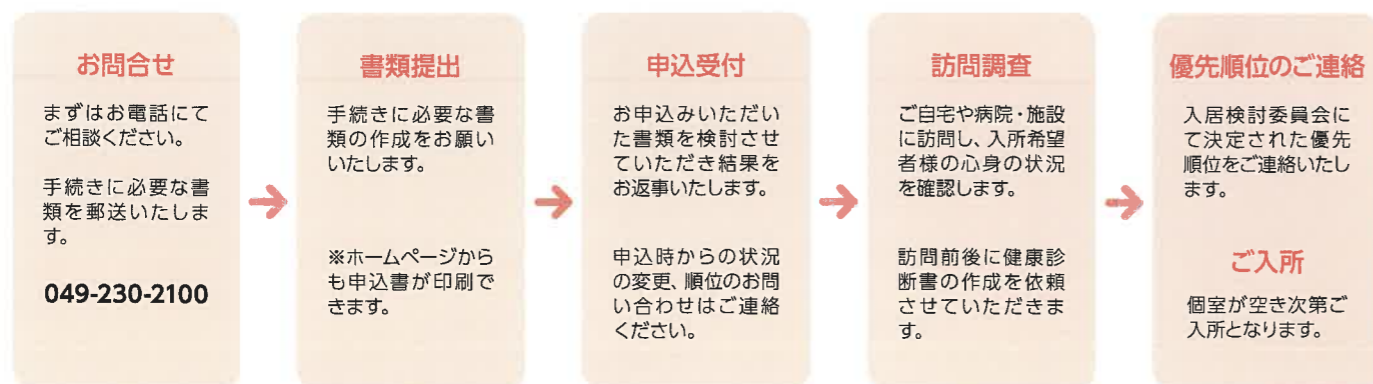 お問合せ
まずはお電話にて
ご相談ください。
手続きに必要な書
類を郵送いたしま
す。
049-230-2100
書類提出
手続きに必要な書
類の作成をお願い
いたします。
※ホームページから
も申込書が印刷で
きます。
申込受付
お申込みいただい
た書類を検討させ
ていただき結果を
お返事いたします。
申込時からの状況
の変更、順位のお問
い合わせはご連絡
ください。
訪問調査
ご自宅や病院・施設
に訪問し、入所希望
者様の心身の状況
を確認します。
訪問前後に健康診
断書の作成を依頼
させていただきま
す。
優先順位のご連絡
入居検討委員会に
て決定された優先
順位をご連絡いたし
ます。
ご入所
個室が空き次第ご
入所となります。